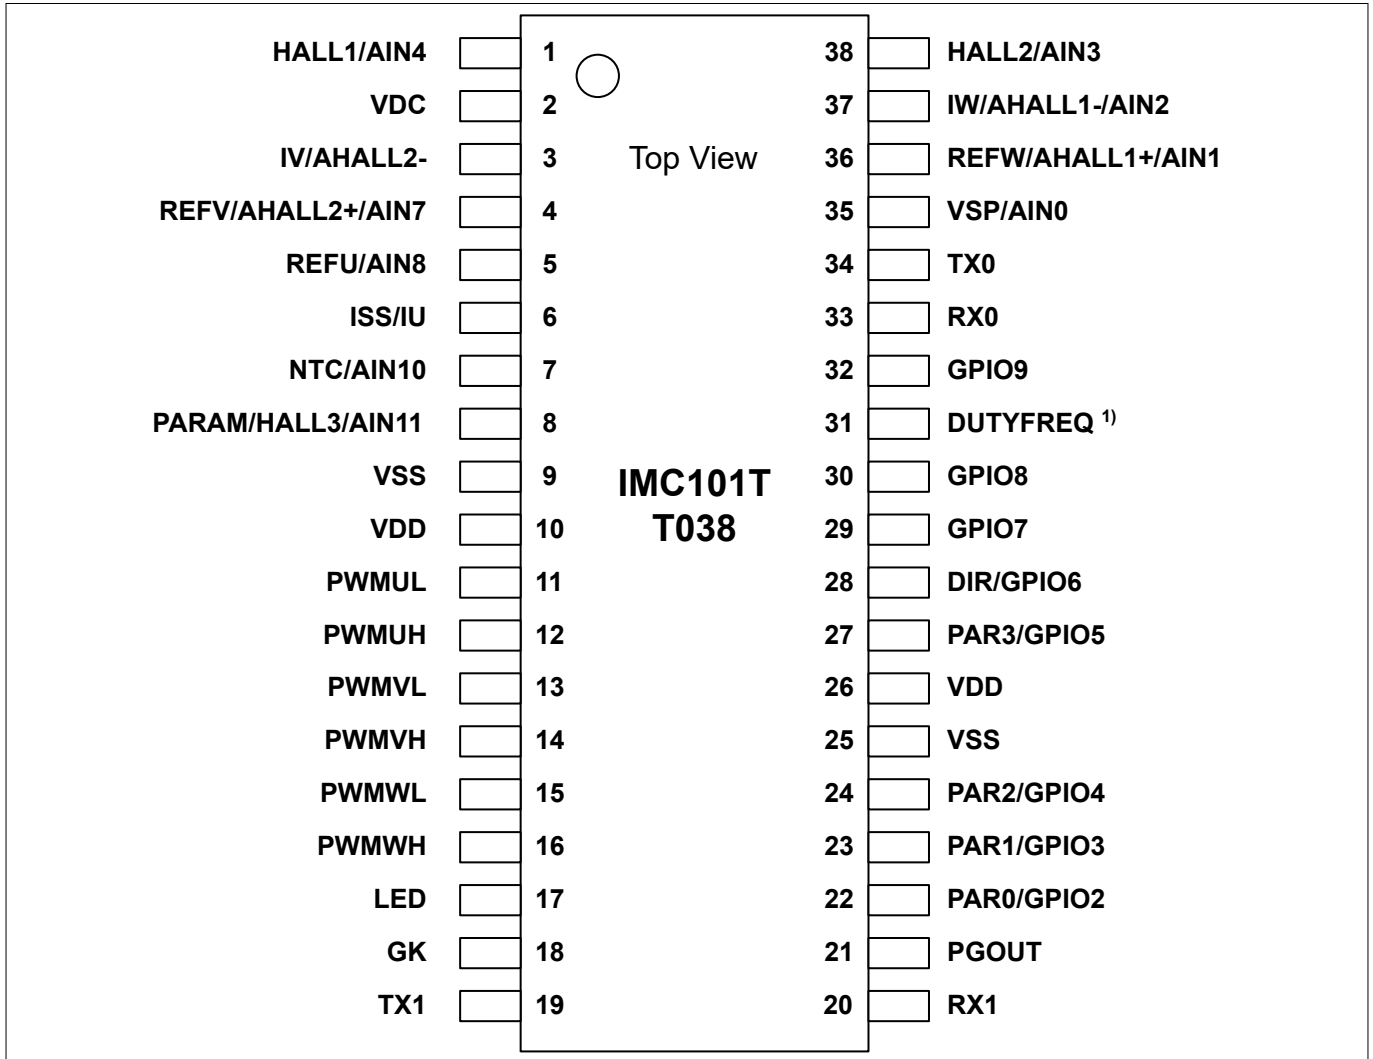 HALL1/AIN4 1 38 HALL2/AIN3
VDC 2 37 IW/AHALL1-/AIN2
IV/AHALL2- 3 Top View 36 REFW/AHALL1+/AIN1
REFV/AHALL2+/AIN7 4 35 VSP/AIN0
REFU/AIN8 5 34 TX0
ISS/IU 6 33 RX0
NTC/AIN10 7 32 GPIO9
PARAM/HALL3/AIN11 8 31 DUTYFREQ 1)
VSS 9 IMC101T 30 GPIO8
VDD 10 T038 29 GPIO7
PWMUL 11 28 DIR/GPIO6
PWMUH 12 27 PAR3/GPIO5
PWMVL 13 26 VDD
PWMVH 14 25 VSS
PWMWL 15 24 PAR2/GPIO4
PWMWH 16 23 PAR1/GPIO3
LED 17 22 PAR0/GPIO2
GK 18 21 PGOUT
TX1 19 20 RX1